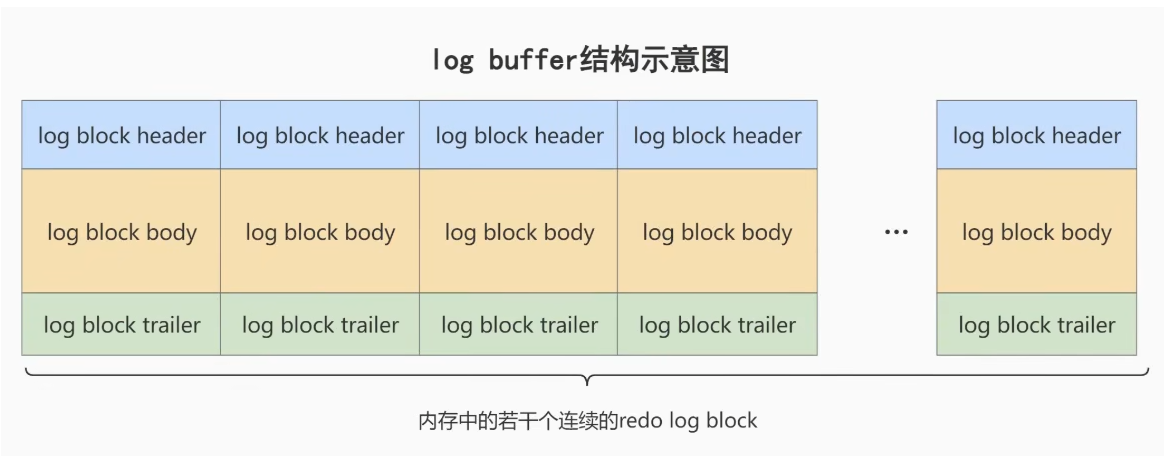 log buffer结构示意图
log block header log block header log block header log block header log block header
log block body log block body log block body log block body ... log block body
log block trailer log block trailer log block trailer log block trailer log block trailer
内存中的若干个连续的redo log block